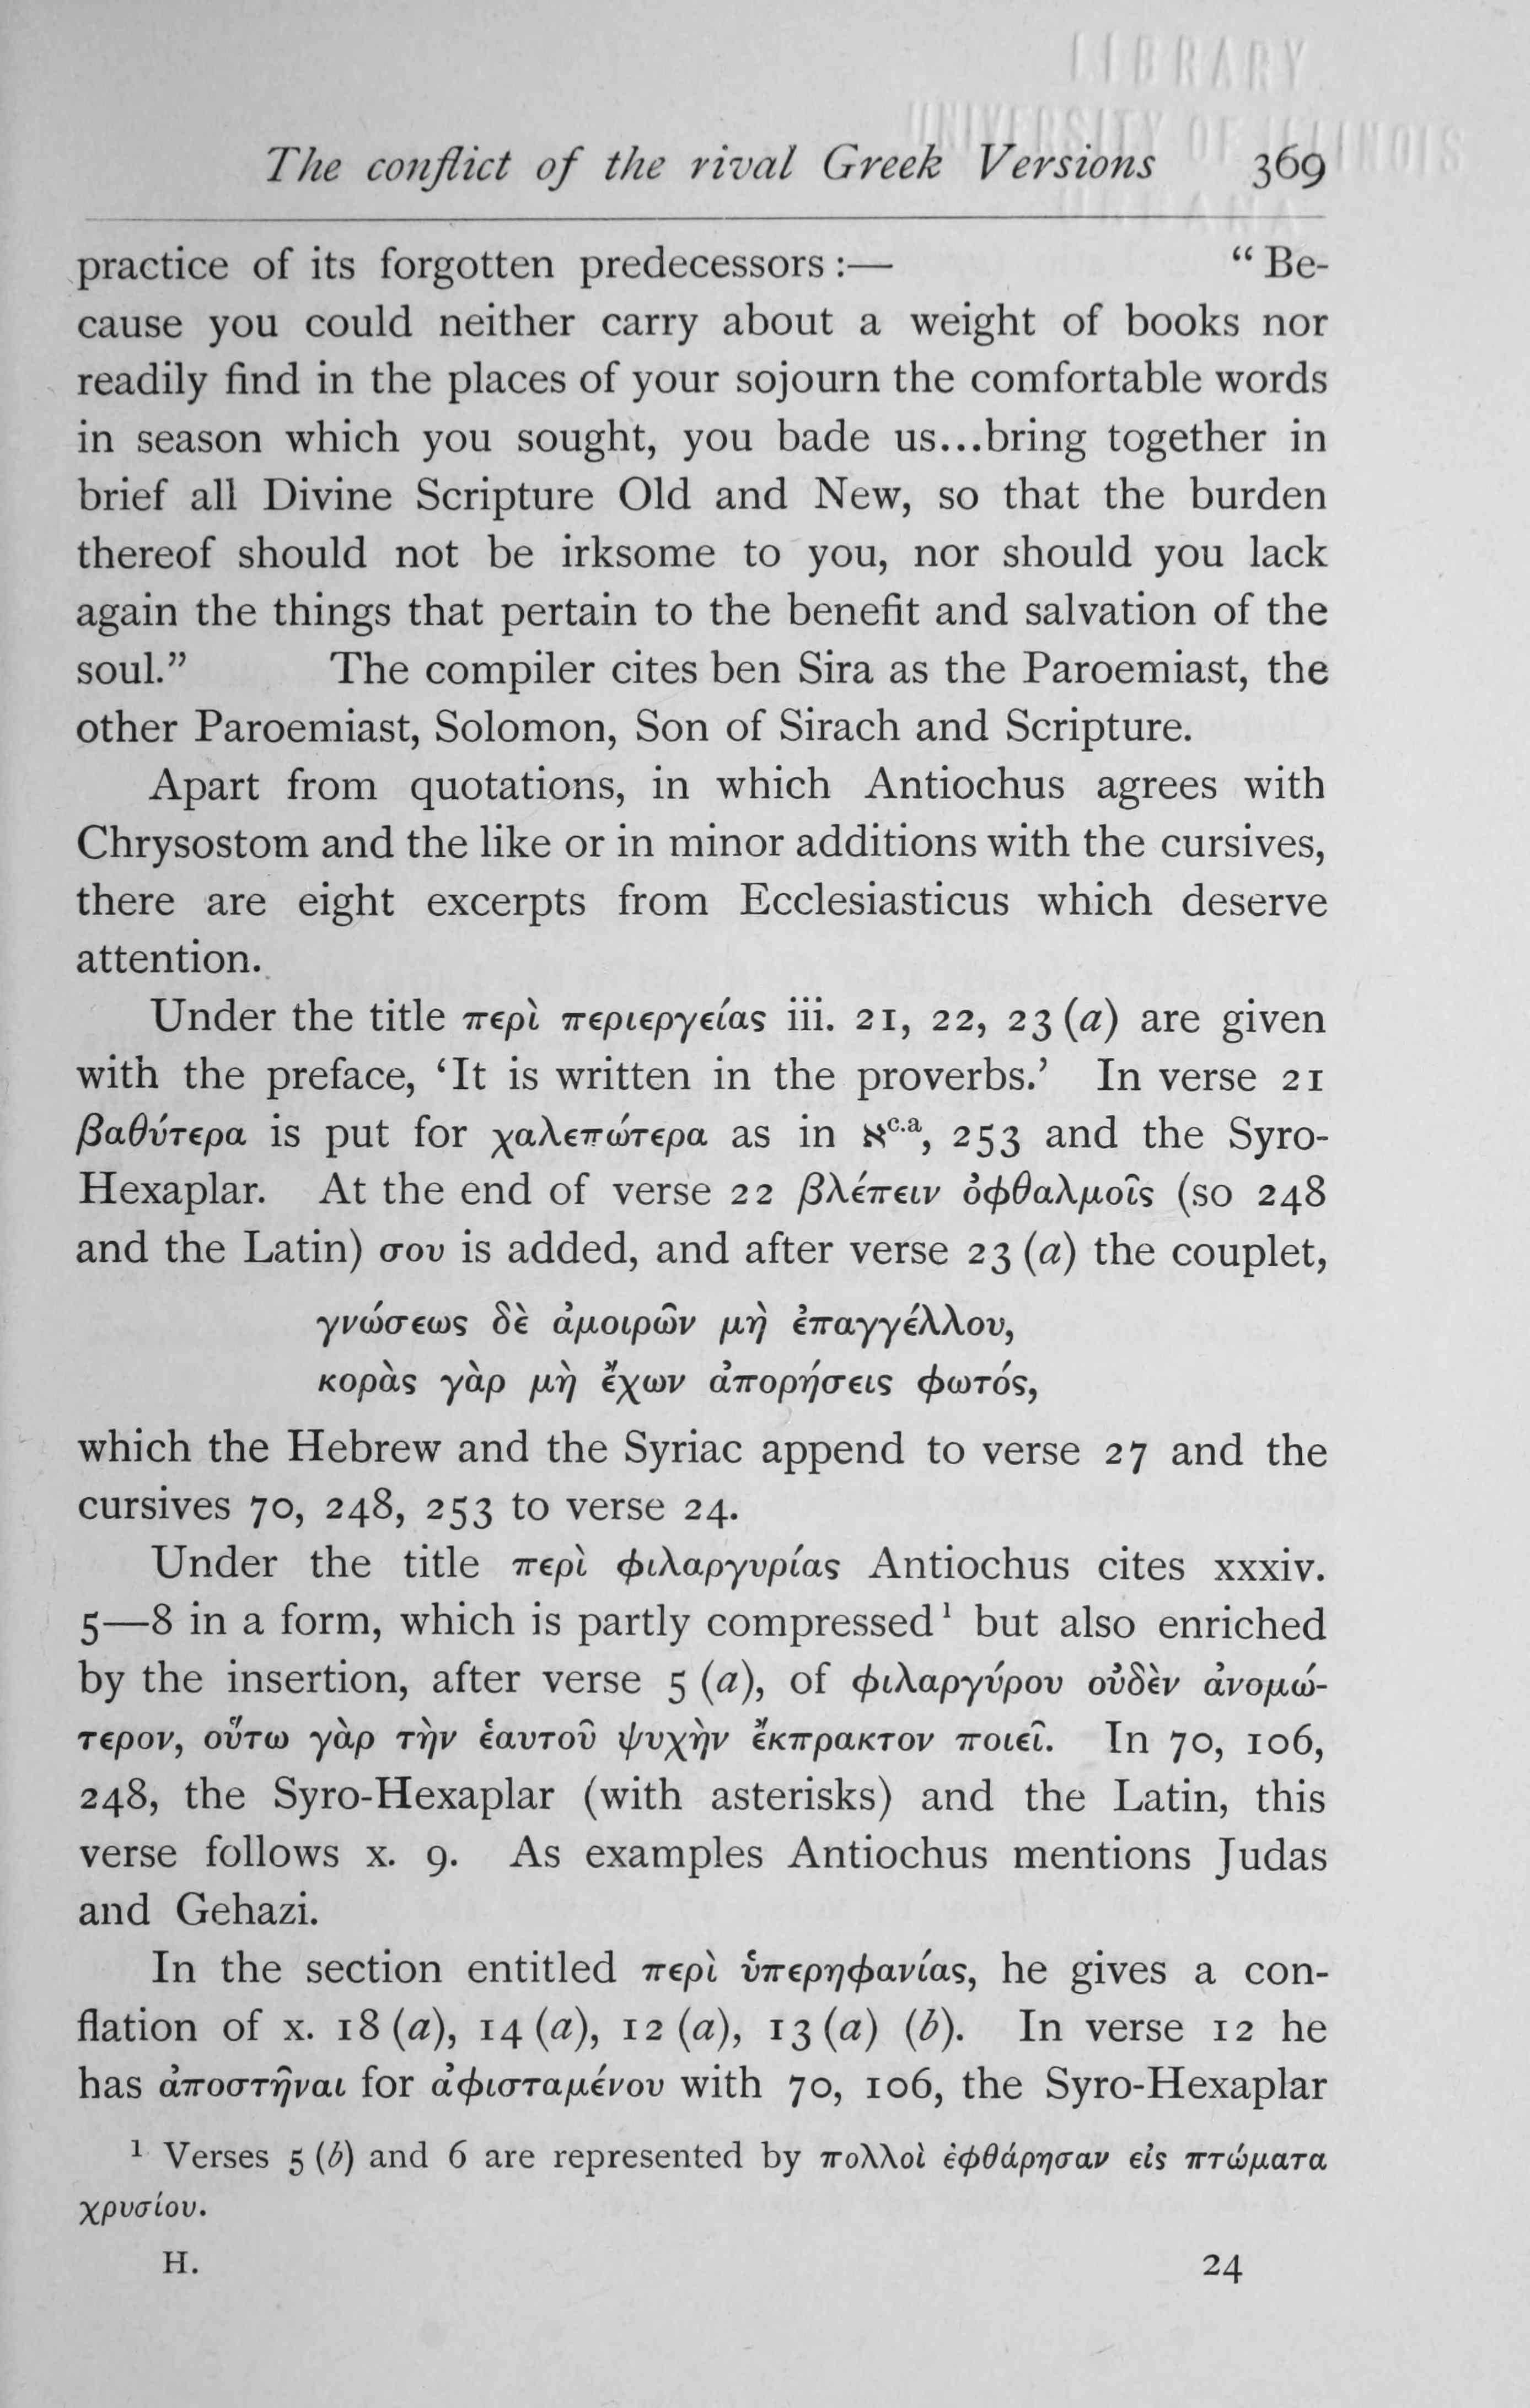 LIBRARY
UNIVERSITY OF ILLINOIS
The conflict of the rival Greek Versions 369
practice of its forgotten predecessors :— “Be-
cause you could neither carry about a weight of books nor
readily find in the places of your sojourn the comfortable words
in season which you sought, you bade us...bring together in
brief all Divine Scripture Old and New, so that the burden
thereof should not be irksome to you, nor should you lack
again the things that pertain to the benefit and salvation of the
soul.” The compiler cites ben Sira as the Paroemiast, the
other Paroemiast, Solomon, Son of Sirach and Scripture.
Apart from quotations, in which Antiochus agrees with
Chrysostom and the like or in minor additions with the cursives,
there are eight excerpts from Ecclesiasticus which deserve
attention.
Under the title περὶ περιεργείας iii. 21, 22, 23 (a) are given
with the preface, ‘It is written in the proverbs.’ In verse 21
βαθύτερα is put for χαλεπώτερα as in ℵc.a, 253 and the Syro-
Hexaplar. At the end of verse 22 βλέπειν ὀφθαλμοῖς (so 248
and the Latin) σου is added, and after verse 23 (a) the couplet,
γνώσεως δὲ ἀμοιρῶν μὴ ἐπαγγέλλου,
κορὰς γὰρ μὴ ἔχων ἀπορήσεις φωτός,
which the Hebrew and the Syriac append to verse 27 and the
cursives 70, 248, 253 to verse 24.
Under the title περὶ φιλαργυρίας Antiochus cites xxxiv.
5—8 in a form, which is partly compressed¹ but also enriched
by the insertion, after verse 5 (a), of φιλαργύρου οὐδὲν ἀνομώ-
τερον, οὕτω γὰρ τὴν ἑαυτοῦ ψυχὴν ἔκπρακτον ποιεῖ. In 70, 106,
248, the Syro-Hexaplar (with asterisks) and the Latin, this
verse follows x. 9. As examples Antiochus mentions Judas
and Gehazi.
In the section entitled περὶ ὑπερηφανίας, he gives a con-
flation of x. 18 (a), 14 (a), 12 (a), 13 (a) (b). In verse 12 he
has ἀποστῆναι for ἀφισταμένου with 70, 106, the Syro-Hexaplar
¹ Verses 5 (b) and 6 are represented by πολλοὶ ἐφθάρησαν εἰς πτώματα
χρυσίου.
H. 24